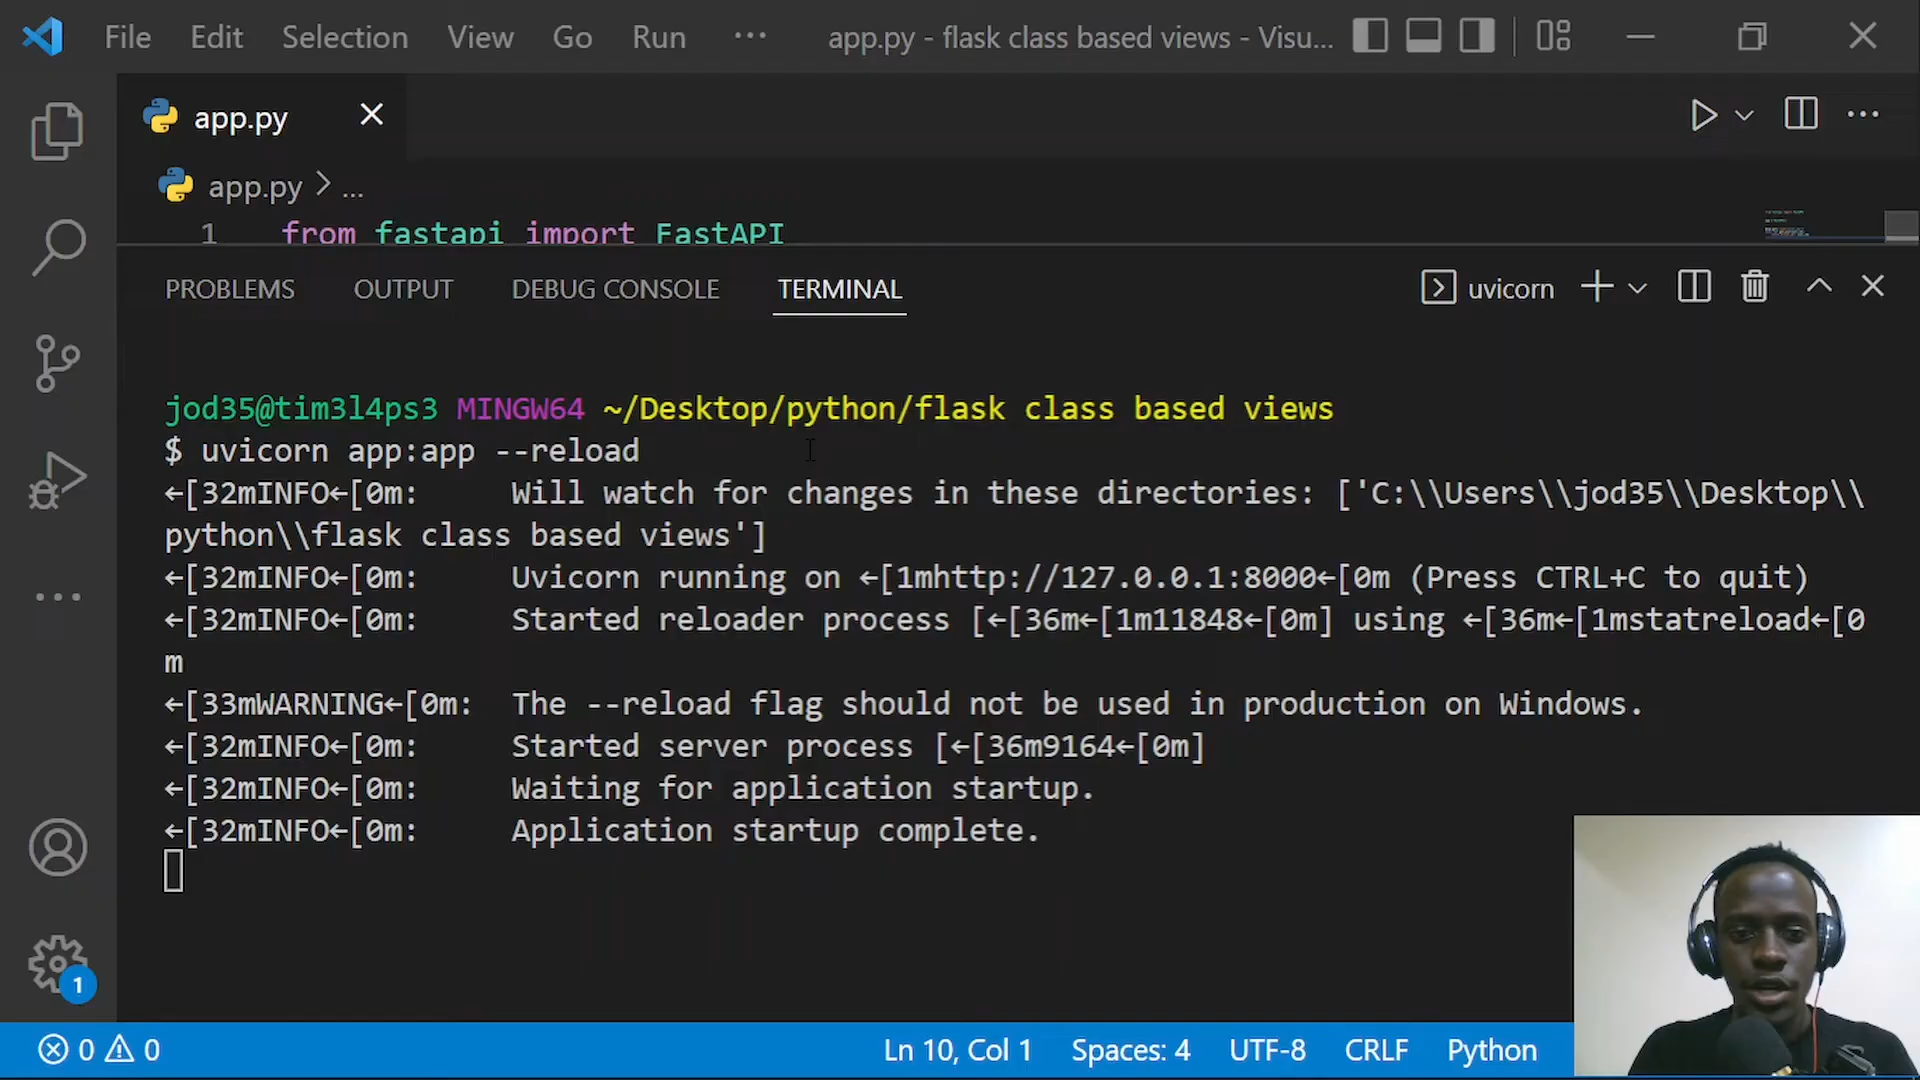 File Edit Selection View Go Run ··· app.py - flask class based views - Visu...
app.py
app.py > ...
1 from fastapi import FastAPI
PROBLEMS OUTPUT DEBUG CONSOLE TERMINAL uvicorn
jod35@tim3l4ps3 MINGW64 ~/Desktop/python/flask class based views
$ uvicorn app:app --reload
←[32mINFO←[0m: Will watch for changes in these directories: ['C:\\Users\\jod35\\Desktop\\
python\\flask class based views']
←[32mINFO←[0m: Uvicorn running on ←[1mhttp://127.0.0.1:8000←[0m (Press CTRL+C to quit)
←[32mINFO←[0m: Started reloader process [←[36m←[1m11848←[0m] using ←[36m←[1mstatreload←[0
m
←[33mWARNING←[0m: The --reload flag should not be used in production on Windows.
←[32mINFO←[0m: Started server process [←[36m9164←[0m]
←[32mINFO←[0m: Waiting for application startup.
←[32mINFO←[0m: Application startup complete.
1
0 0 Ln 10, Col 1 Spaces: 4 UTF-8 CRLF Python